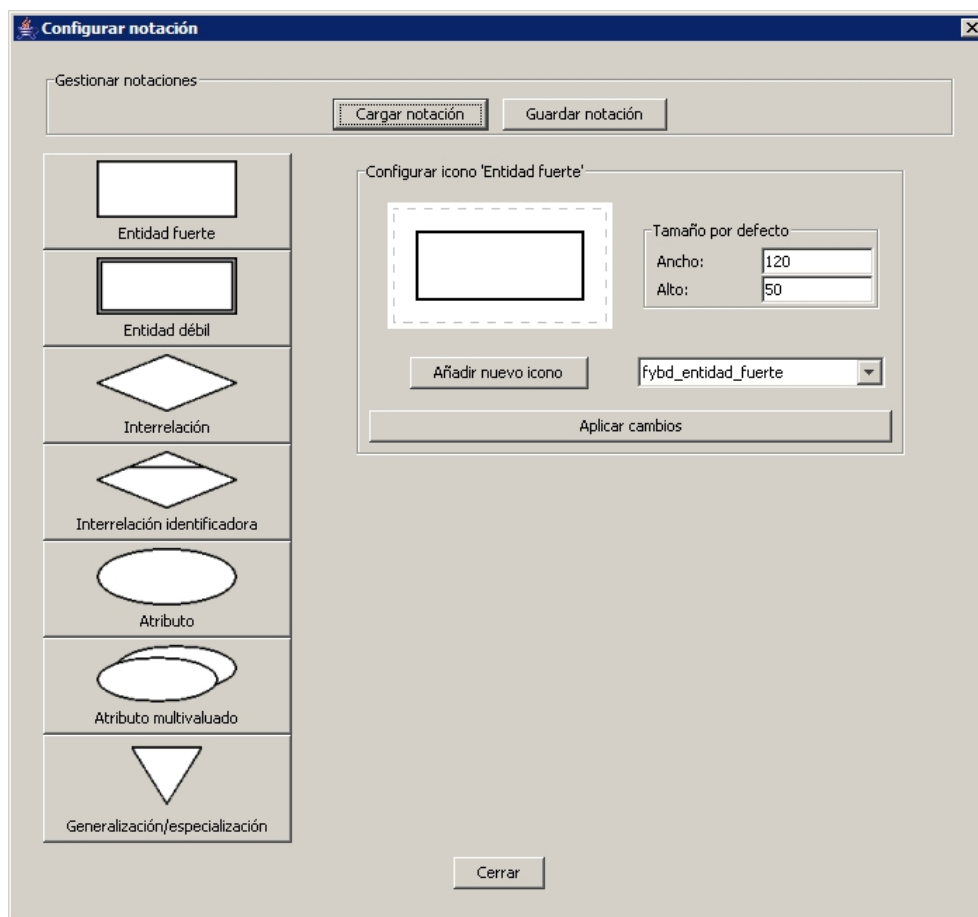 Configurar notación
Gestionar notaciones
Cargar notación
Guardar notación
Entidad fuerte
Entidad débil
Interrelación
Interrelación identificadora
Atributo
Atributo multivaluado
Generalización/especialización
Configurar icono 'Entidad fuerte'
Tamaño por defecto
Ancho: 120
Alto: 50
Añadir nuevo icono
fybd_entidad_fuerte
Aplicar cambios
Cerrar